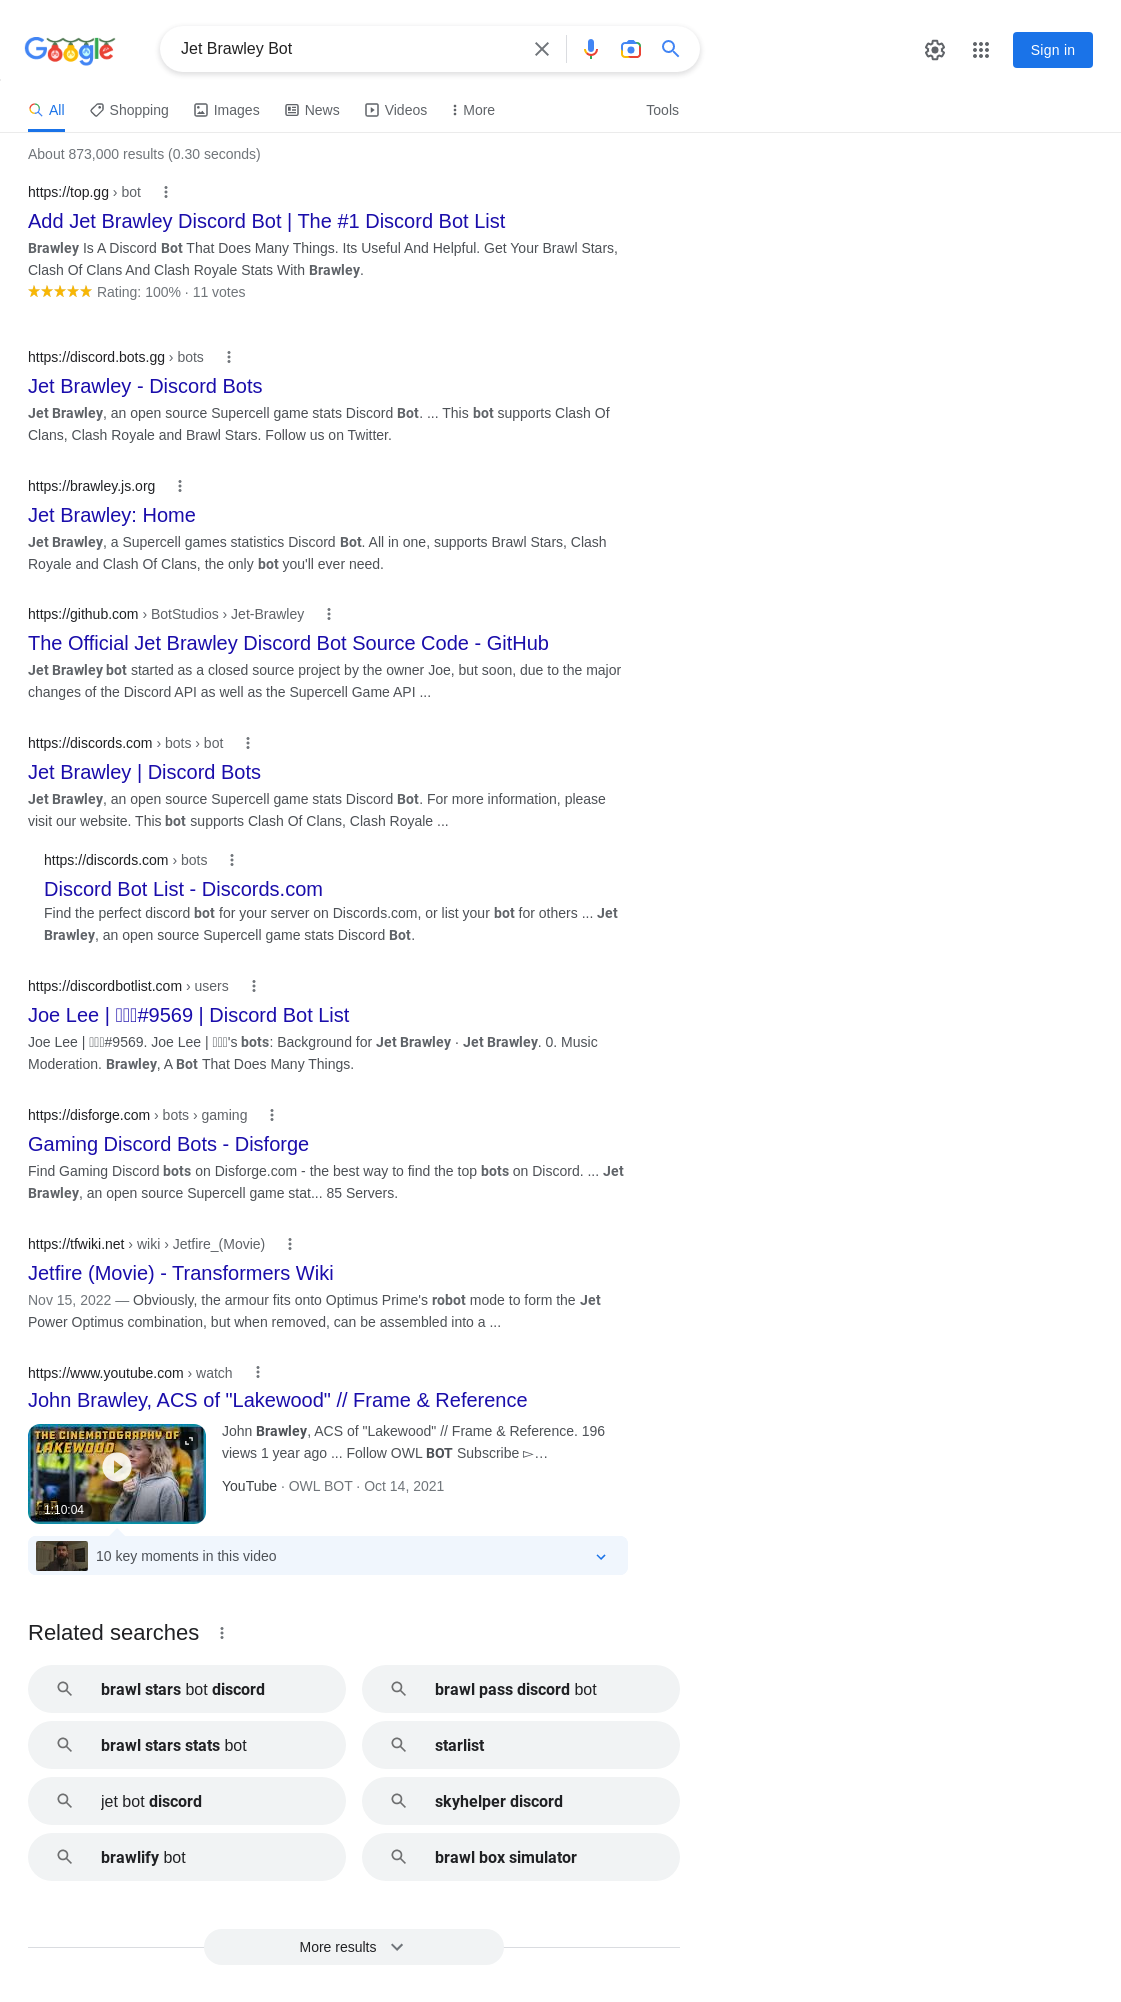 Google
Jet Brawley Bot
Sign in
All
Shopping
Images
News
Videos
More
Tools
About 873,000 results (0.30 seconds)
https://top.gg › bot
Add Jet Brawley Discord Bot | The #1 Discord Bot List
Brawley Is A Discord Bot That Does Many Things. Its Useful And Helpful. Get Your Brawl Stars,
Clash Of Clans And Clash Royale Stats With Brawley.
Rating: 100% · 11 votes
https://discord.bots.gg › bots
Jet Brawley - Discord Bots
Jet Brawley, an open source Supercell game stats Discord Bot. ... This bot supports Clash Of
Clans, Clash Royale and Brawl Stars. Follow us on Twitter.
https://brawley.js.org
Jet Brawley: Home
Jet Brawley, a Supercell games statistics Discord Bot. All in one, supports Brawl Stars, Clash
Royale and Clash Of Clans, the only bot you'll ever need.
https://github.com › BotStudios › Jet-Brawley
The Official Jet Brawley Discord Bot Source Code - GitHub
Jet Brawley bot started as a closed source project by the owner Joe, but soon, due to the major
changes of the Discord API as well as the Supercell Game API ...
https://discords.com › bots › bot
Jet Brawley | Discord Bots
Jet Brawley, an open source Supercell game stats Discord Bot. For more information, please
visit our website. This bot supports Clash Of Clans, Clash Royale ...
https://discords.com › bots
Discord Bot List - Discords.com
Find the perfect discord bot for your server on Discords.com, or list your bot for others ... Jet
Brawley, an open source Supercell game stats Discord Bot.
https://discordbotlist.com › users
Joe Lee | #9569 | Discord Bot List
Joe Lee | #9569. Joe Lee | 's bots: Background for Jet Brawley · Jet Brawley. 0. Music
Moderation. Brawley, A Bot That Does Many Things.
https://disforge.com › bots › gaming
Gaming Discord Bots - Disforge
Find Gaming Discord bots on Disforge.com - the best way to find the top bots on Discord. ... Jet
Brawley, an open source Supercell game stat... 85 Servers.
https://tfwiki.net › wiki › Jetfire_(Movie)
Jetfire (Movie) - Transformers Wiki
Nov 15, 2022 — Obviously, the armour fits onto Optimus Prime's robot mode to form the Jet
Power Optimus combination, but when removed, can be assembled into a ...
https://www.youtube.com › watch
John Brawley, ACS of "Lakewood" // Frame & Reference
THE CINEMATOGRAPHY OF
LAKEWOOD
1:10:04
John Brawley, ACS of "Lakewood" // Frame & Reference. 196
views 1 year ago ... Follow OWL BOT Subscribe ▻…
YouTube · OWL BOT · Oct 14, 2021
10 key moments in this video
Related searches
brawl stars bot discord
brawl pass discord bot
brawl stars stats bot
starlist
jet bot discord
skyhelper discord
brawlify bot
brawl box simulator
More results